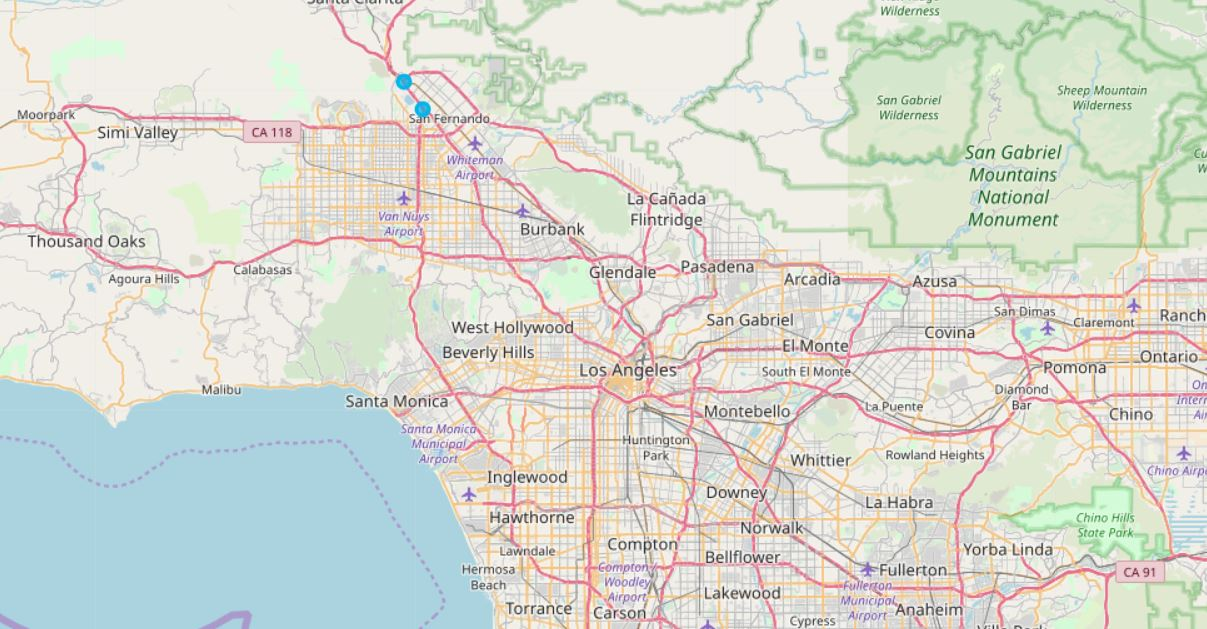 Santa Clarita
Wilderness
San Gabriel
Wilderness
Sheep Mountain
Wilderness
Moorpark
Simi Valley
CA 118
San Fernando
Whiteman
Airport
San Gabriel
Mountains
National
Monument
Van Nuys
Airport
La Cañada
Flintridge
Burbank
Thousand Oaks
Agoura Hills
Calabasas
Glendale
Pasadena
Arcadia
Azusa
San Dimas
Claremont
Ranch
West Hollywood
San Gabriel
Covina
Beverly Hills
El Monte
Ontario
Los Angeles
South El Monte
Pomona
Malibu
Santa Monica
Diamond
Bar
Montebello
La Puente
Chino
Santa Monica
Municipal
Airport
Huntington
Park
Whittier
Rowland Heights
Chino Airp
Inglewood
Downey
La Habra
Hawthorne
Norwalk
Chino Hills
State Park
Lawndale
Compton
Bellflower
Yorba Linda
Hermosa
Beach
Compton
Woodley
Airport
Fullerton
CA 91
Lakewood
Fullerton
Municipal
Airport
Torrance
Carson
Cypress
Anaheim